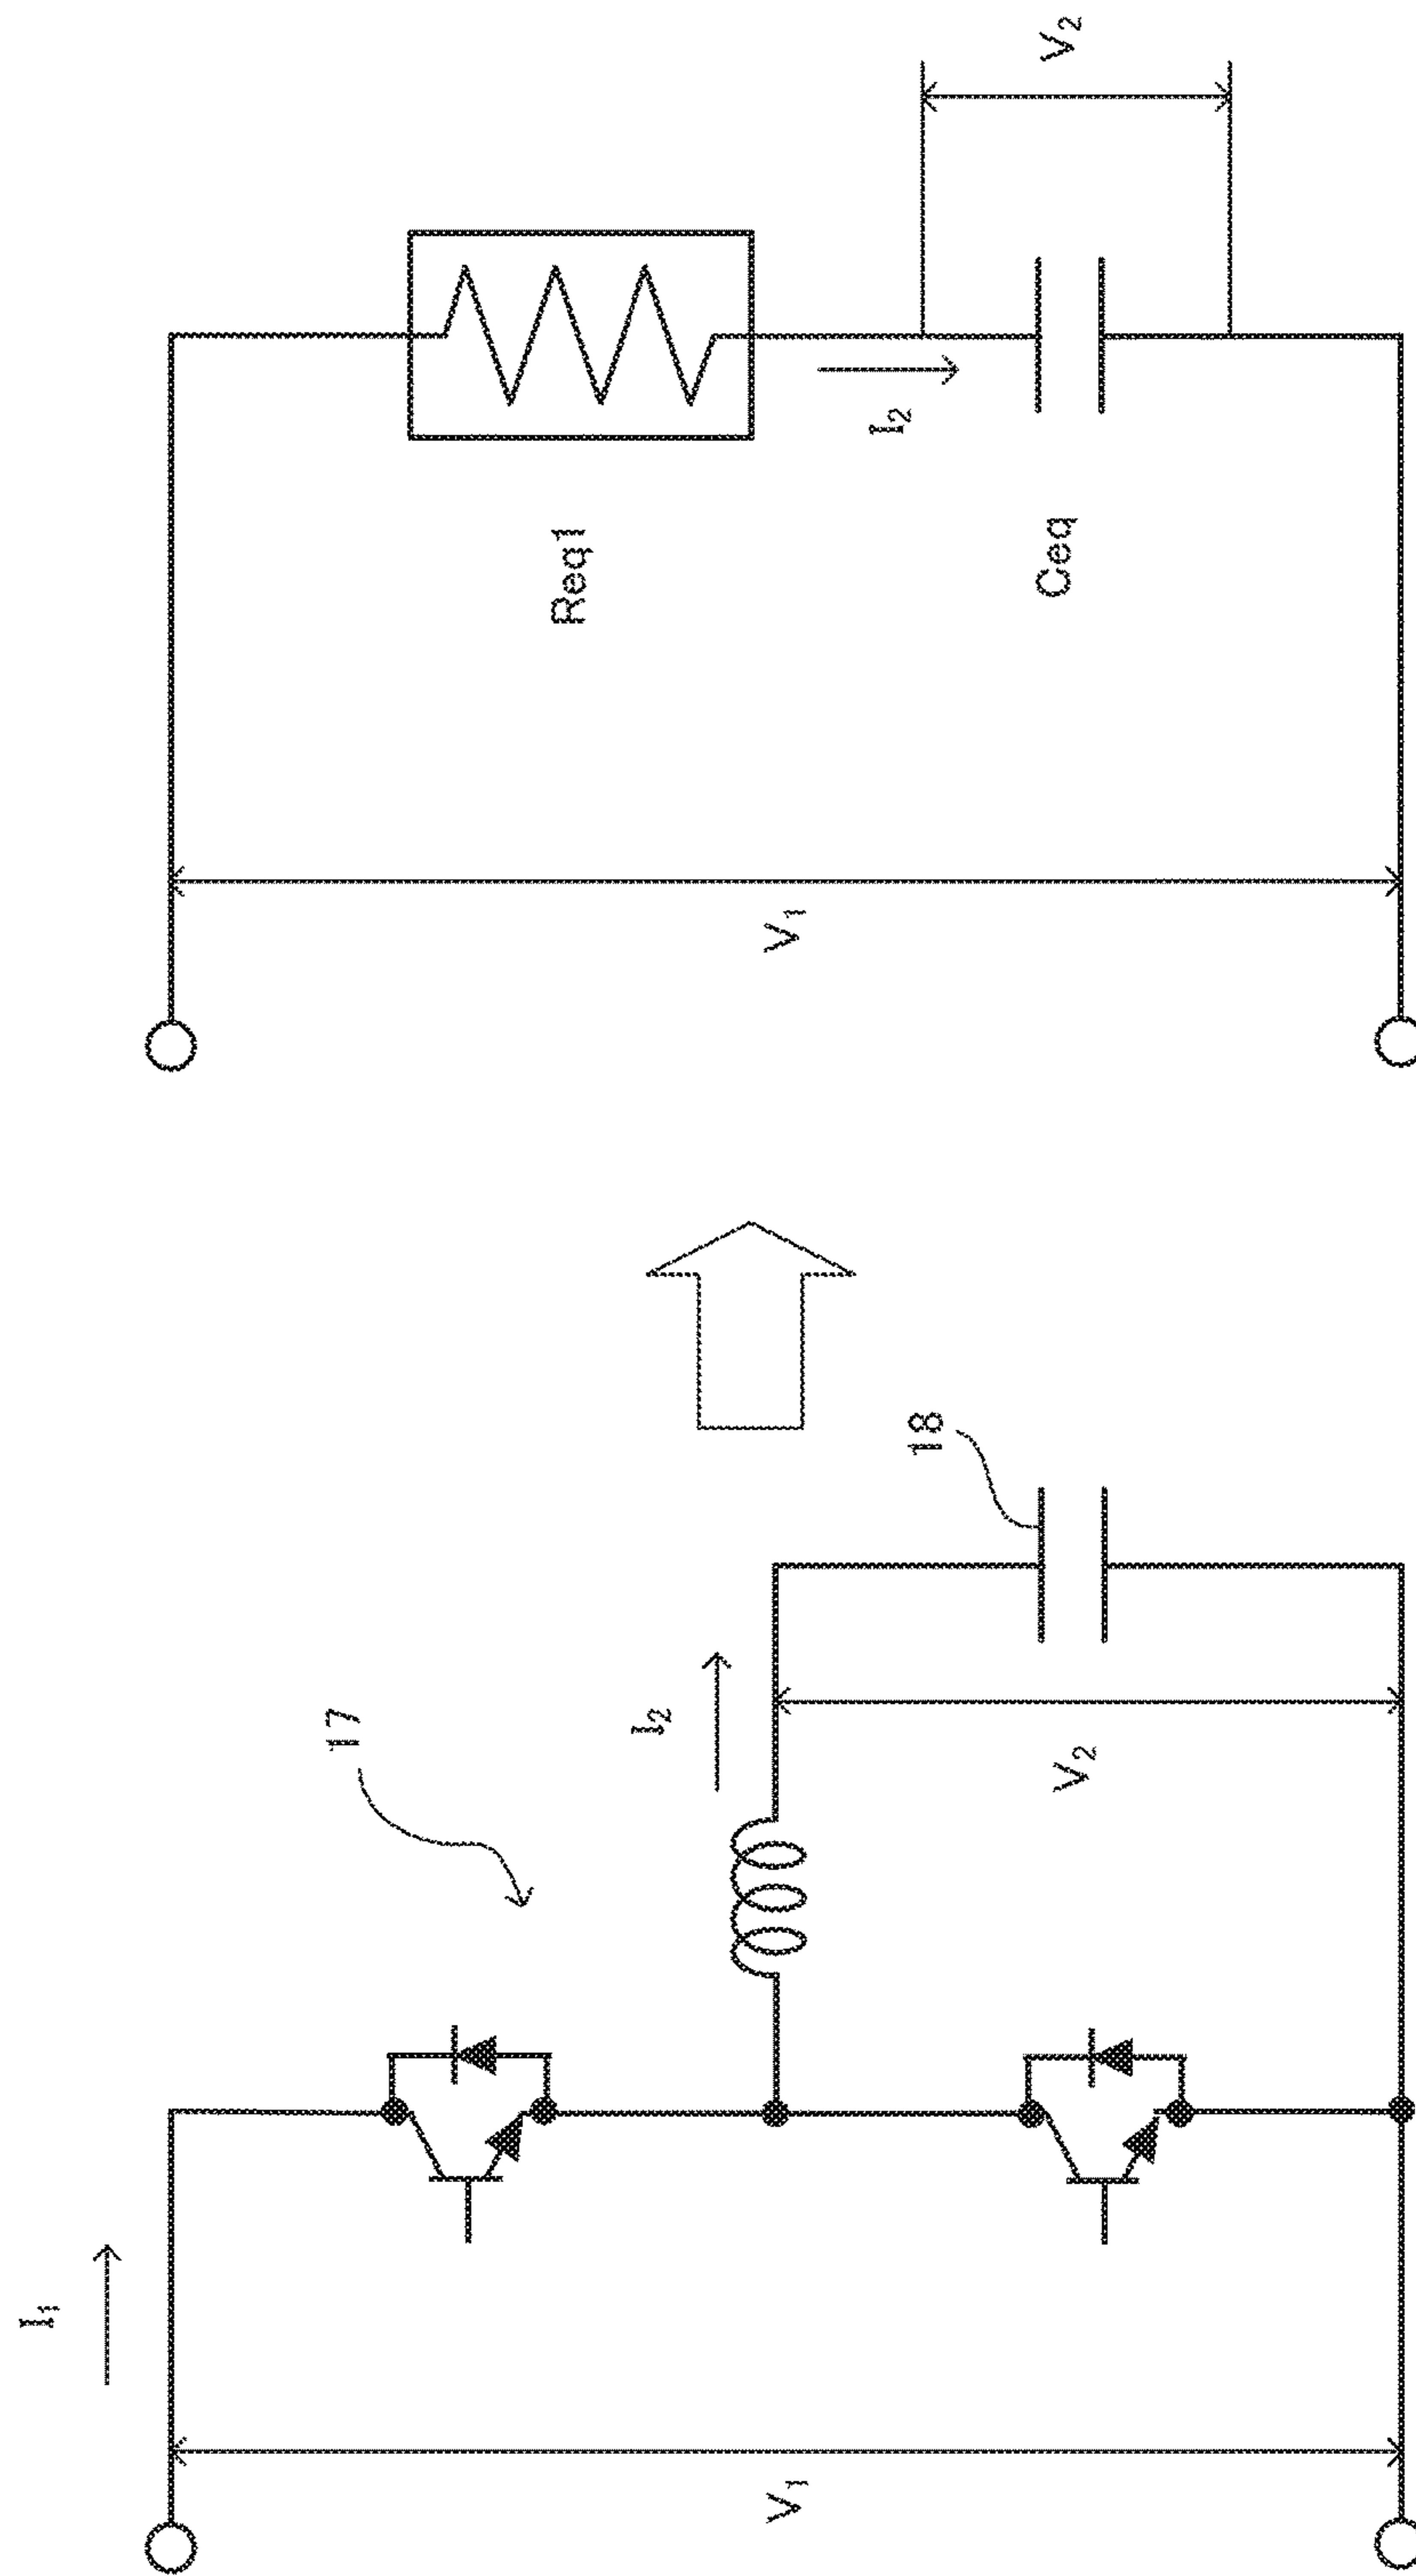 I₁
V₁
17
I₂
V₂
18
V₁
Req1
I₂
Ceq
V₂